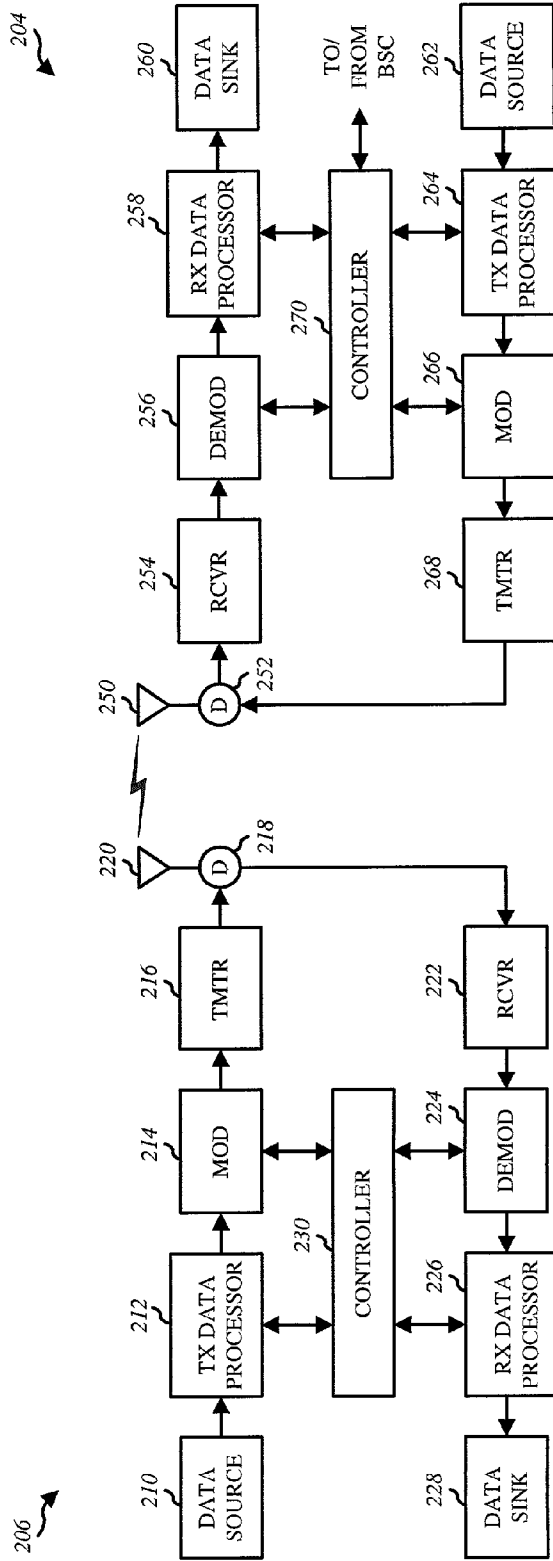 206
204
210
DATA
SOURCE
212
TX DATA
PROCESSOR
214
MOD
216
TMTR
220
D
218
250
D
252
254
RCVR
256
DEMOD
258
RX DATA
PROCESSOR
260
DATA
SINK
230
CONTROLLER
270
CONTROLLER
TO/
FROM
BSC
228
DATA
SINK
226
RX DATA
PROCESSOR
224
DEMOD
222
RCVR
268
TMTR
266
MOD
264
TX DATA
PROCESSOR
262
DATA
SOURCE